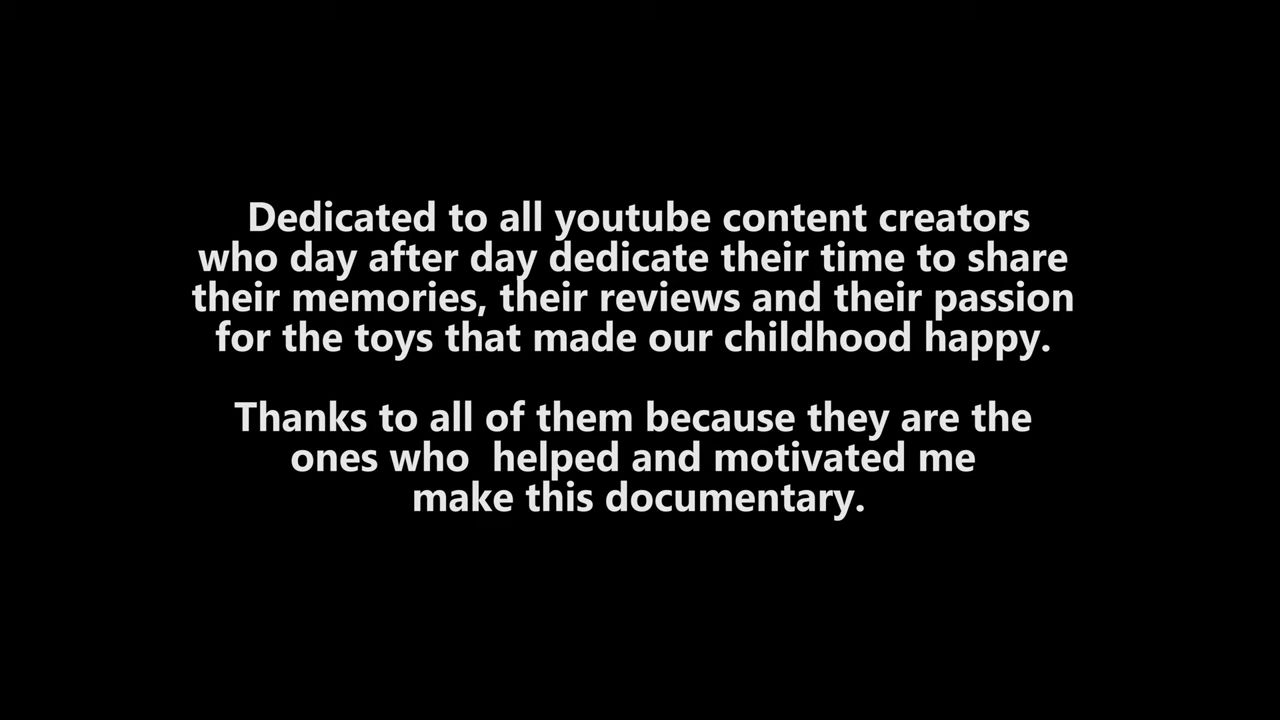 Dedicated to all youtube content creators
who day after day dedicate their time to share
their memories, their reviews and their passion
for the toys that made our childhood happy.
Thanks to all of them because they are the
ones who  helped and motivated me
make this documentary.